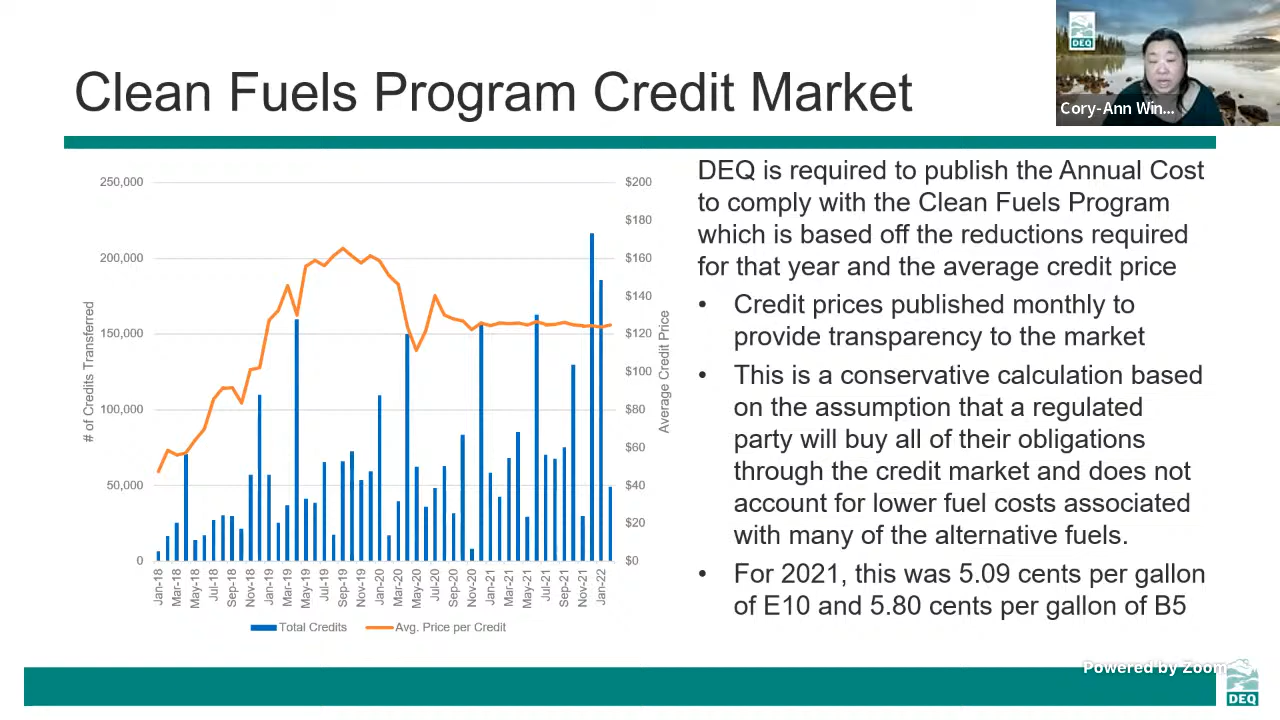 DEQ
Cory-Ann Win...
Clean Fuels Program Credit Market
250,000
200,000
150,000
100,000
50,000
0
# of Credits Transferred
$200
$180
$160
$140
$120
$100
$80
$60
$40
$20
$0
Average Credit Price
Jan-18
Mar-18
May-18
Jul-18
Sep-18
Nov-18
Jan-19
Mar-19
May-19
Jul-19
Sep-19
Nov-19
Jan-20
Mar-20
May-20
Jul-20
Sep-20
Nov-20
Jan-21
Mar-21
May-21
Jul-21
Sep-21
Nov-21
Jan-22
Total Credits
Avg. Price per Credit
DEQ is required to publish the Annual Cost
to comply with the Clean Fuels Program
which is based off the reductions required
for that year and the average credit price
• Credit prices published monthly to
provide transparency to the market
• This is a conservative calculation based
on the assumption that a regulated
party will buy all of their obligations
through the credit market and does not
account for lower fuel costs associated
with many of the alternative fuels.
• For 2021, this was 5.09 cents per gallon
of E10 and 5.80 cents per gallon of B5
Powered by Zoom
DEQ